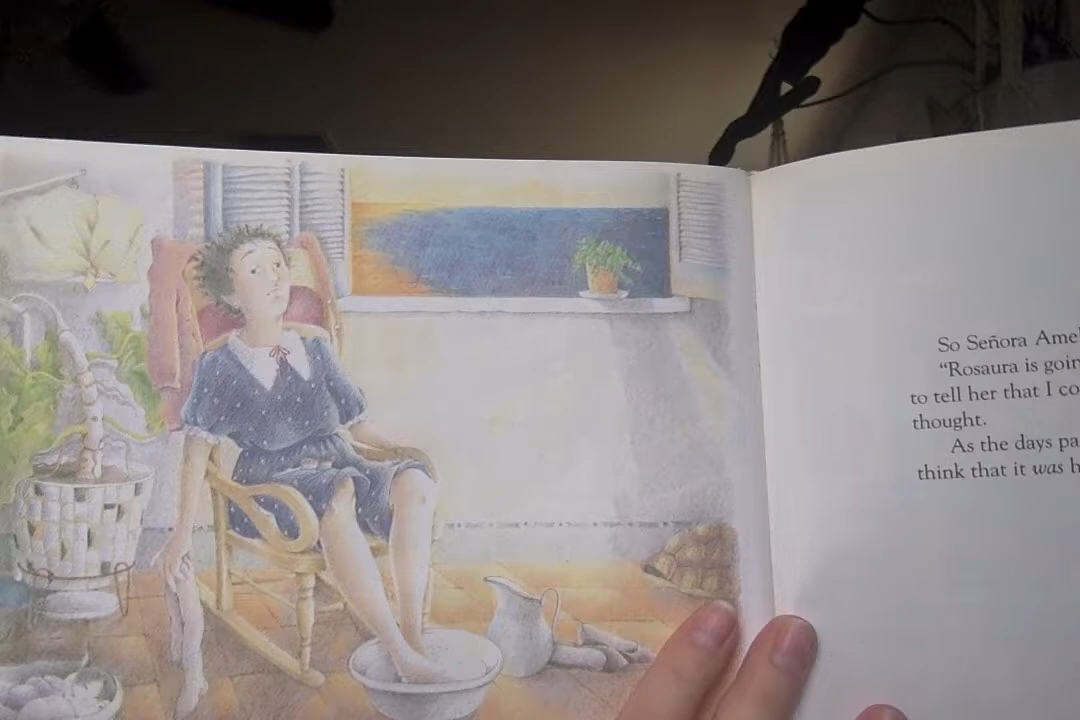 So Señora Ame
“Rosaura is goin
to tell her that I co
thought.
As the days pa
think that it was h